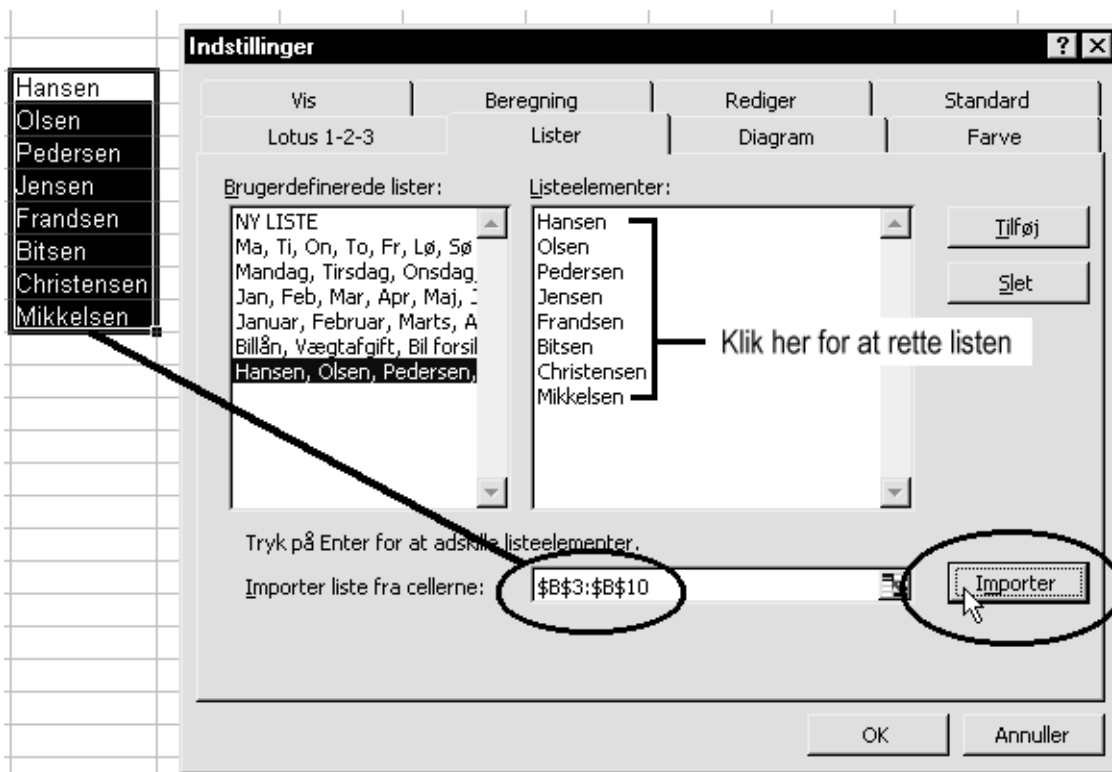 Hansen
Olsen
Pedersen
Jensen
Frandsen
Bitsen
Christensen
Mikkelsen
Indstillinger
Vis Beregning Rediger Standard
Lotus 1-2-3 Lister Diagram Farve
Brugerdefinerede lister:
NY LISTE
Ma, Ti, On, To, Fr, Lø, Sø
Mandag, Tirsdag, Onsdag,
Jan, Feb, Mar, Apr, Maj,
Januar, Februar, Marts, A
Billån, Vægtafgift, Bil forsil
Hansen, Olsen, Pedersen,
Listeelementer:
Hansen
Olsen
Pedersen
Jensen
Frandsen
Bitsen
Christensen
Mikkelsen
Klik her for at rette listen
Tilføj
Slet
Tryk på Enter for at adskille listeelementer.
Importer liste fra cellerne: $B$3:$B$10 Importer
OK Annuller